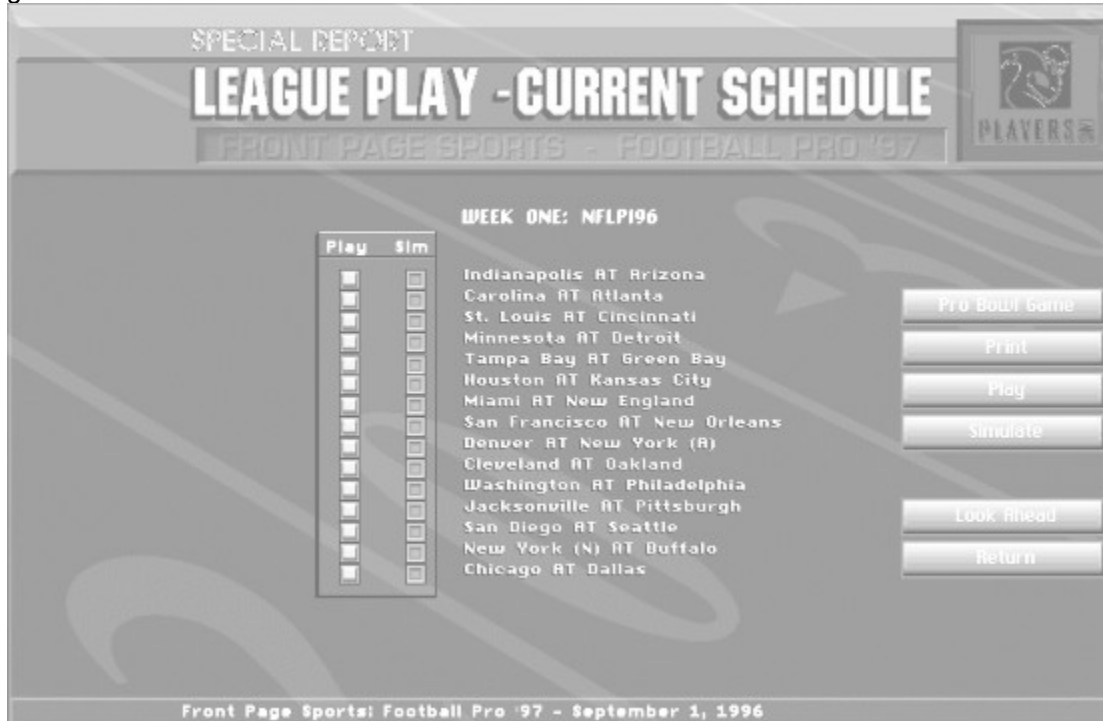 SPECIAL REPORT
LEAGUE PLAY - CURRENT SCHEDULE
FRONT PAGE SPORTS - FOOTBALL PRO '97
PLAYERS INC
WEEK ONE: NFLPI96
Play Sim
Indianapolis AT Arizona
Carolina AT Atlanta
St. Louis AT Cincinnati
Minnesota AT Detroit
Tampa Bay AT Green Bay
Houston AT Kansas City
Miami AT New England
San Francisco AT New Orleans
Denver AT New York (A)
Cleveland AT Oakland
Washington AT Philadelphia
Jacksonville AT Pittsburgh
San Diego AT Seattle
New York (N) AT Buffalo
Chicago AT Dallas
Pro Bowl Game
Print
Play
Simulate
Look Ahead
Return
Front Page Sports: Football Pro '97 - September 1, 1996